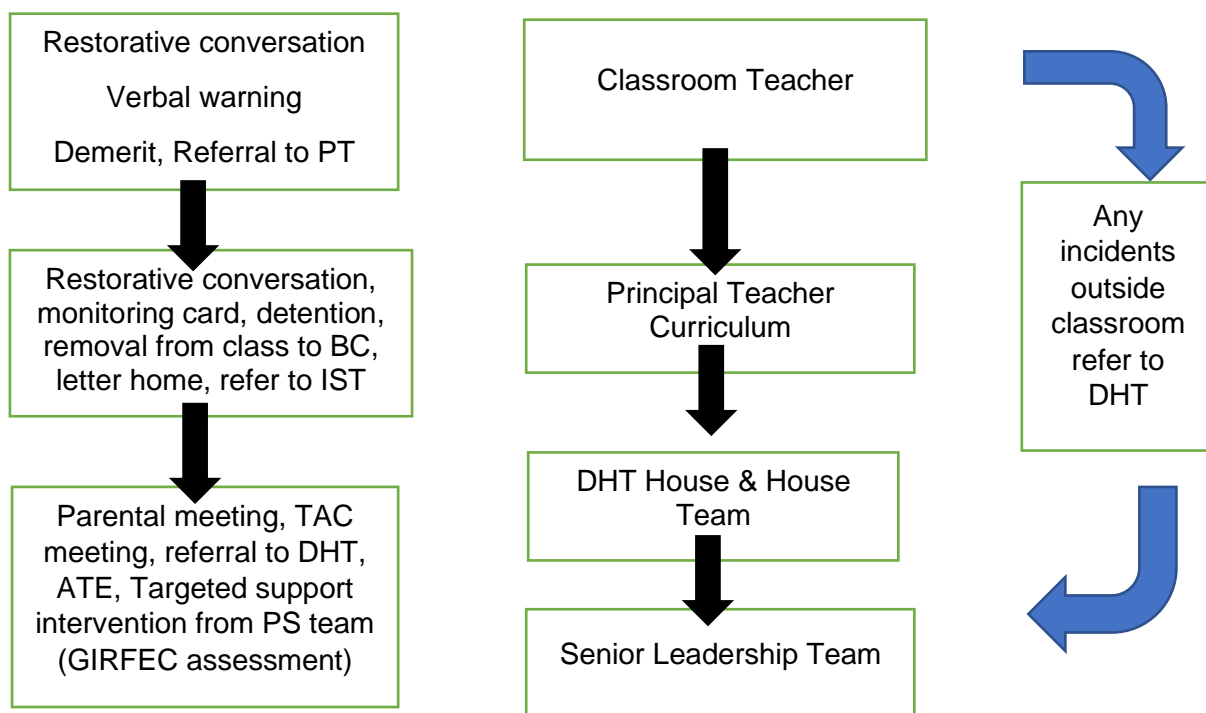 Restorative conversation
Verbal warning
Demerit, Referral to PT
Restorative conversation,
monitoring card, detention,
removal from class to BC,
letter home, refer to IST
Parental meeting, TAC
meeting, referral to DHT,
ATE, Targeted support
intervention from PS team
(GIRFEC assessment)
Classroom Teacher
Principal Teacher
Curriculum
DHT House & House
Team
Senior Leadership Team
Any
incidents
outside
classroom
refer to
DHT